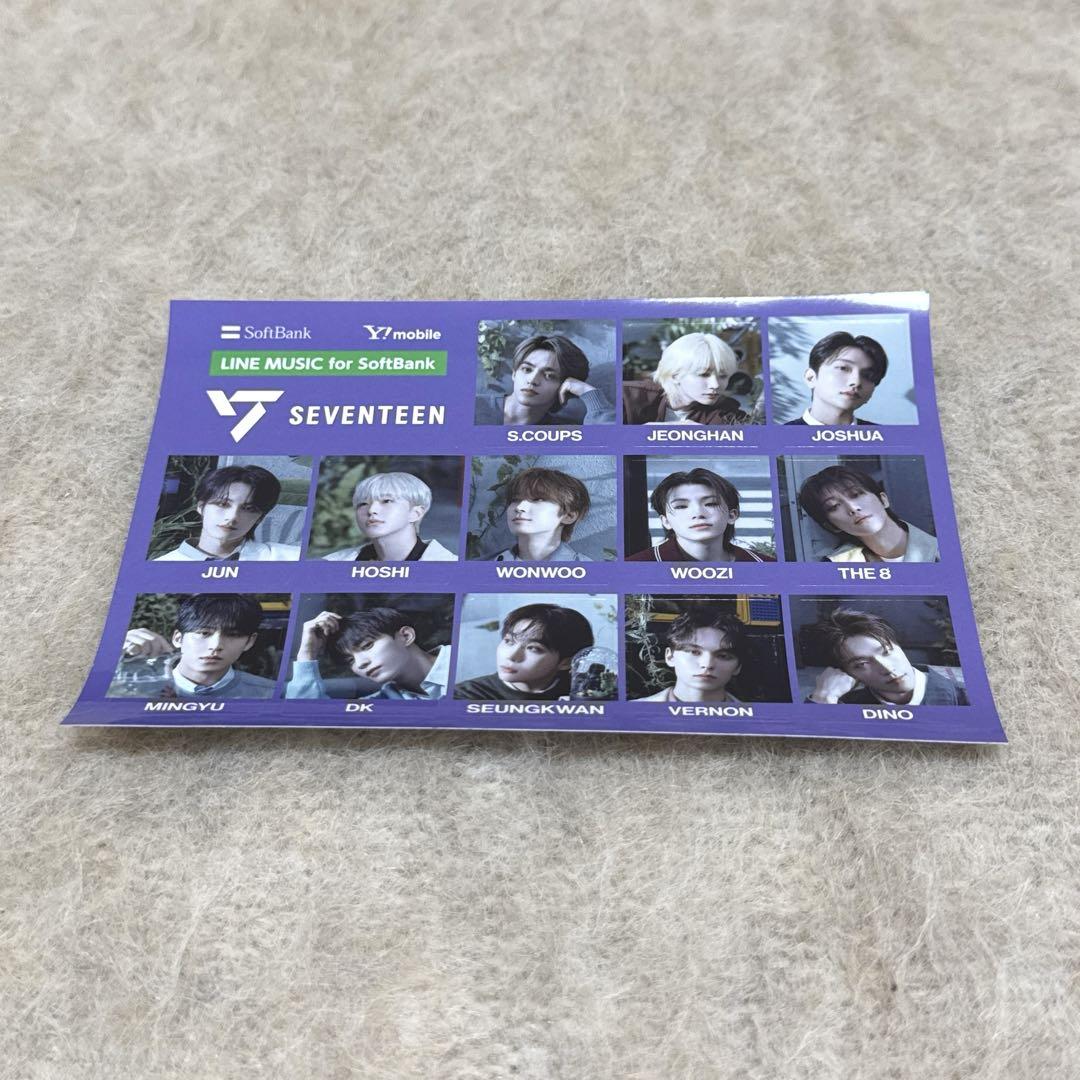 SoftBank Y!mobile
LINE MUSIC for SoftBank
SEVENTEEN
S.COUPS JEONGHAN JOSHUA
JUN HOSHI WONWOO WOOZI THE 8
MINGYU DK SEUNGKWAN VERNON DINO